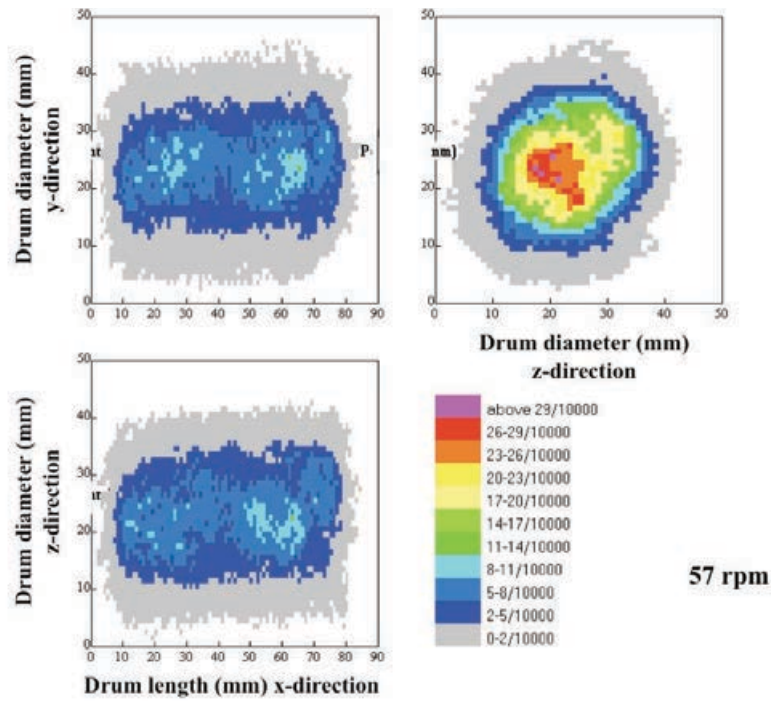 50
40
30
20
10
0
0 10 20 30 40 50 60 70 80 90
Drum diameter (mm)
y-direction
nt
P-
50
40
30
20
10
0
0 10 20 30 40 50
nm)
Drum diameter (mm)
z-direction
50
40
30
20
10
0
0 10 20 30 40 50 60 70 80 90
Drum diameter (mm)
z-direction
nt
Drum length (mm) x-direction
above 29/10000
26-29/10000
23-26/10000
20-23/10000
17-20/10000
14-17/10000
11-14/10000
8-11/10000
5-8/10000
2-5/10000
0-2/10000
57 rpm